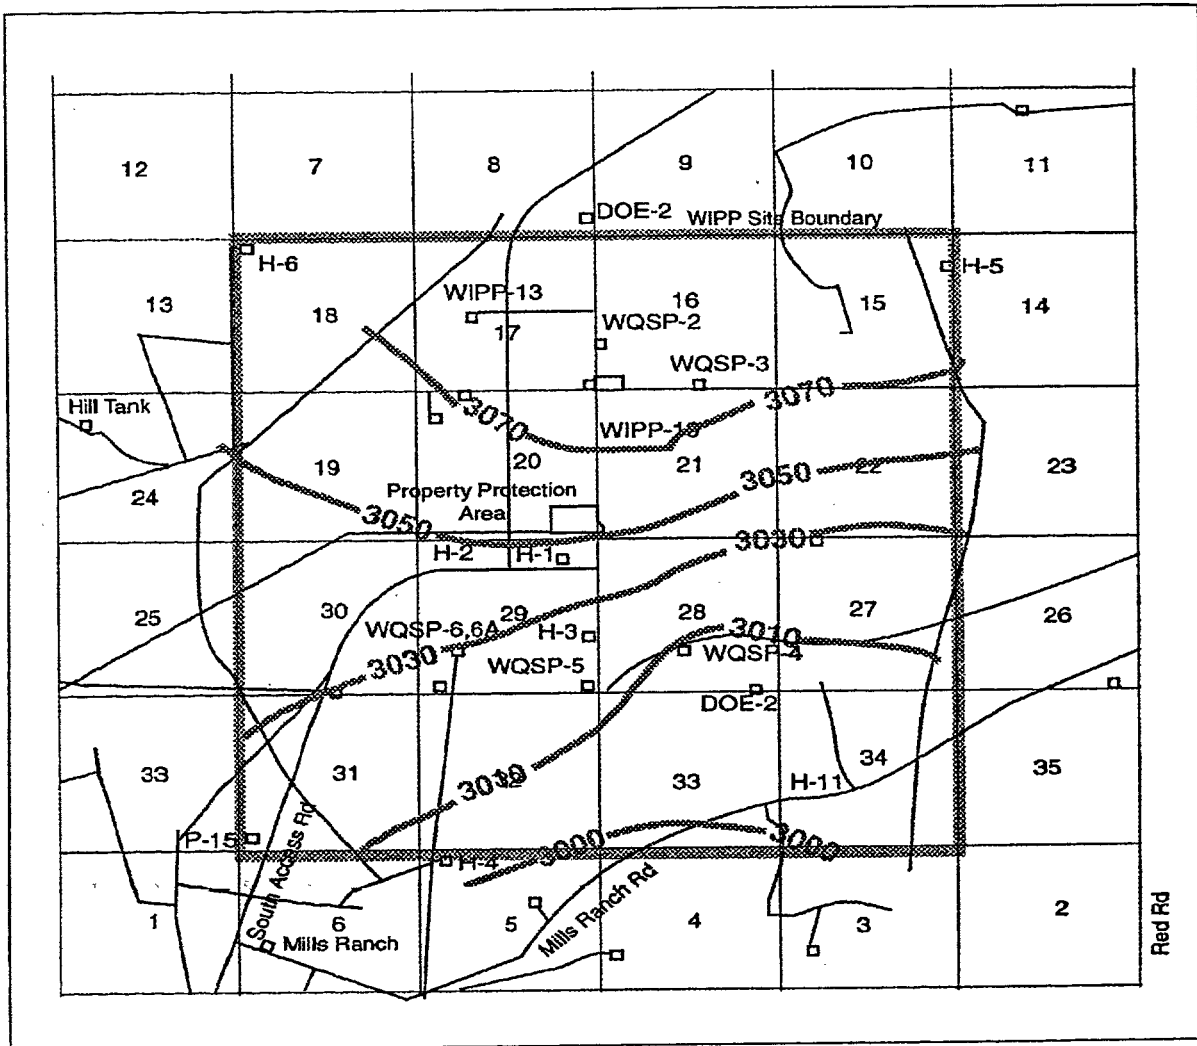 12 7 8 9 10 11
DOE-2
WIPP Site Boundary
H-6
H-5
13 18 WIPP-13 17 16 15 14
WQSP-2
WQSP-3
Hill Tank
3070 3070
WIPP-18
19 20 21 22 23
24
Property Protection
Area
3050 3050
3030
H-2 H-1
25 30 29 28 27 26
WQSP-6,6A H-3
3030 3010
WQSP-5 WQSP-4
DOE-2
33 31 3010 33 34 35
H-11
P-15
South Access Rd
H-4 3000 3000
1 6 5 4 3 2
Mills Ranch Rd
Mills Ranch
Red Rd